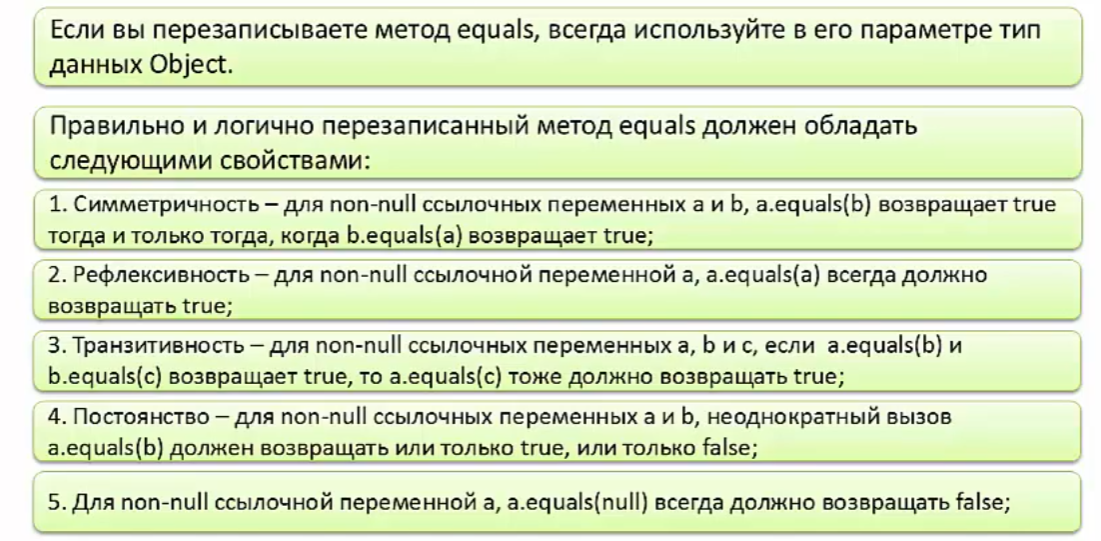 Если вы перезаписываете метод equals, всегда используйте в его параметре тип
данных Object.
Правильно и логично перезаписанный метод equals должен обладать
следующими свойствами:
1. Симметричность – для non-null ссылочных переменных a и b, a.equals(b) возвращает true
тогда и только тогда, когда b.equals(a) возвращает true;
2. Рефлексивность – для non-null ссылочной переменной a, a.equals(a) всегда должно
возвращать true;
3. Транзитивность – для non-null ссылочных переменных a, b и c, если  a.equals(b) и
b.equals(c) возвращает true, то a.equals(c) тоже должно возвращать true;
4. Постоянство – для non-null ссылочных переменных a и b, неоднократный вызов
a.equals(b) должен возвращать или только true, или только false;
5. Для non-null ссылочной переменной a, a.equals(null) всегда должно возвращать false;